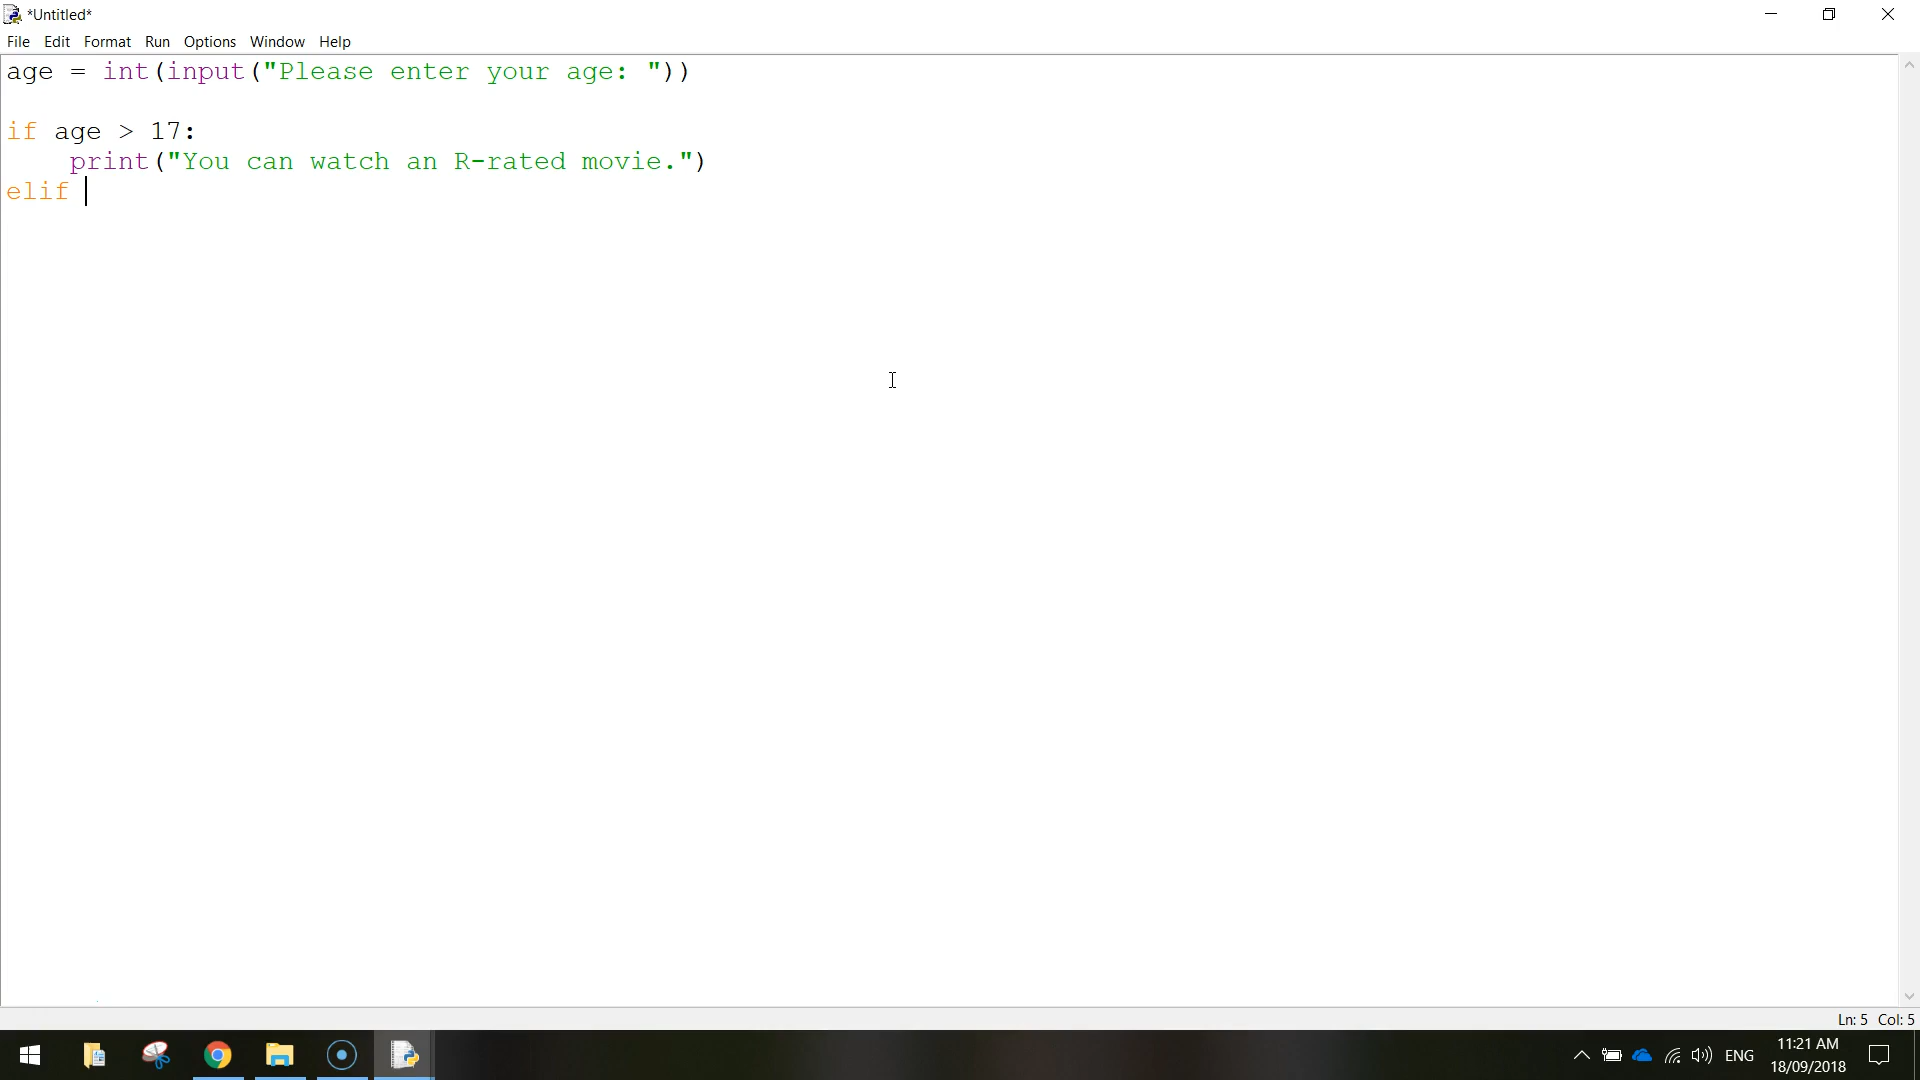 *Untitled*
File Edit Format Run Options Window Help
age = int(input("Please enter your age: "))
if age > 17:
    print("You can watch an R-rated movie.")
elif
Ln: 5 Col: 5
ENG 11:21 AM
18/09/2018